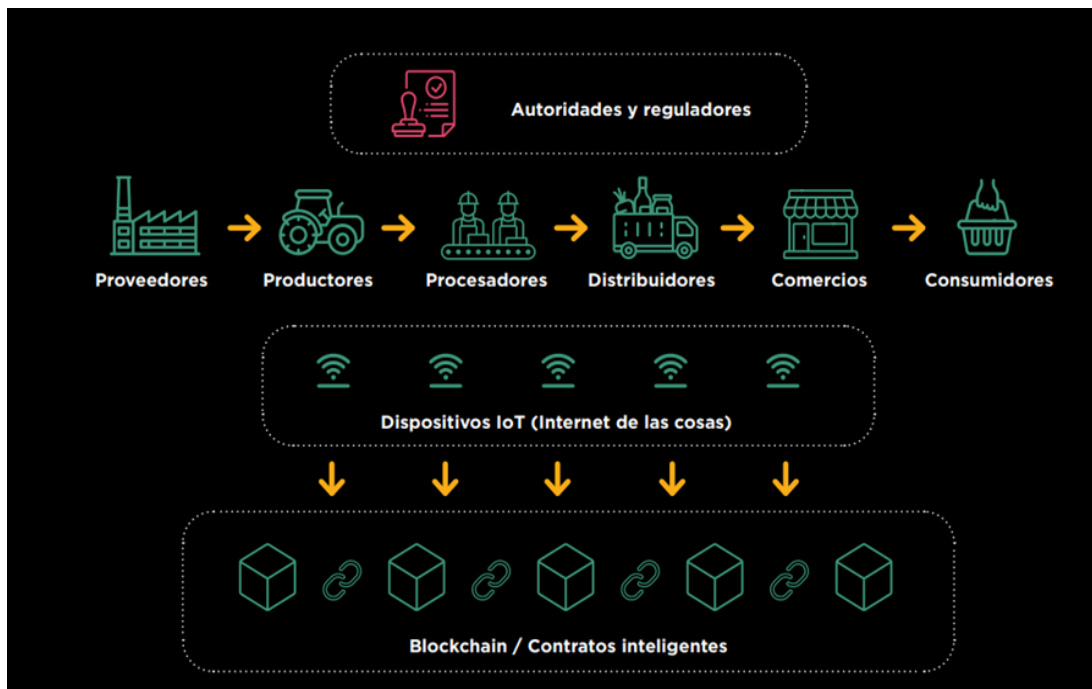 Autoridades y reguladores
Proveedores
Productores
Procesadores
Distribuidores
Comercios
Consumidores
Dispositivos IoT (Internet de las cosas)
Blockchain / Contratos inteligentes